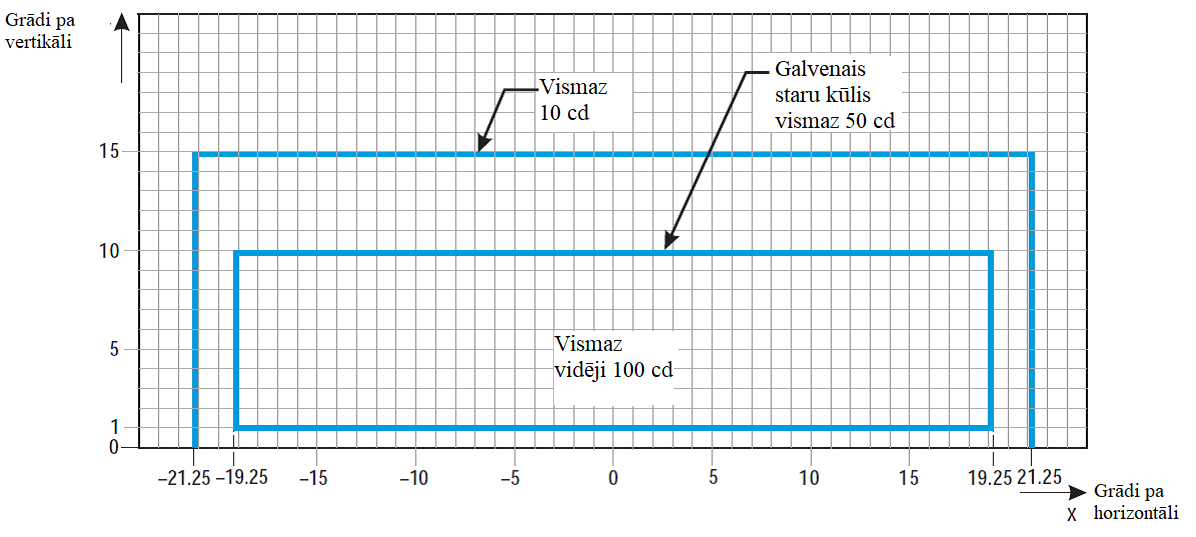 Grādi pa
vertikāli
Vismaz
10 cd
Galvenais
staru kūlis
vismaz 50 cd
15
10
Vismaz
vidēji 100 cd
5
1
0
−21.25 −19.25 −15 −10 −5 0 5 10 15 19.25 21.25
Grādi pa
horizontāli
X